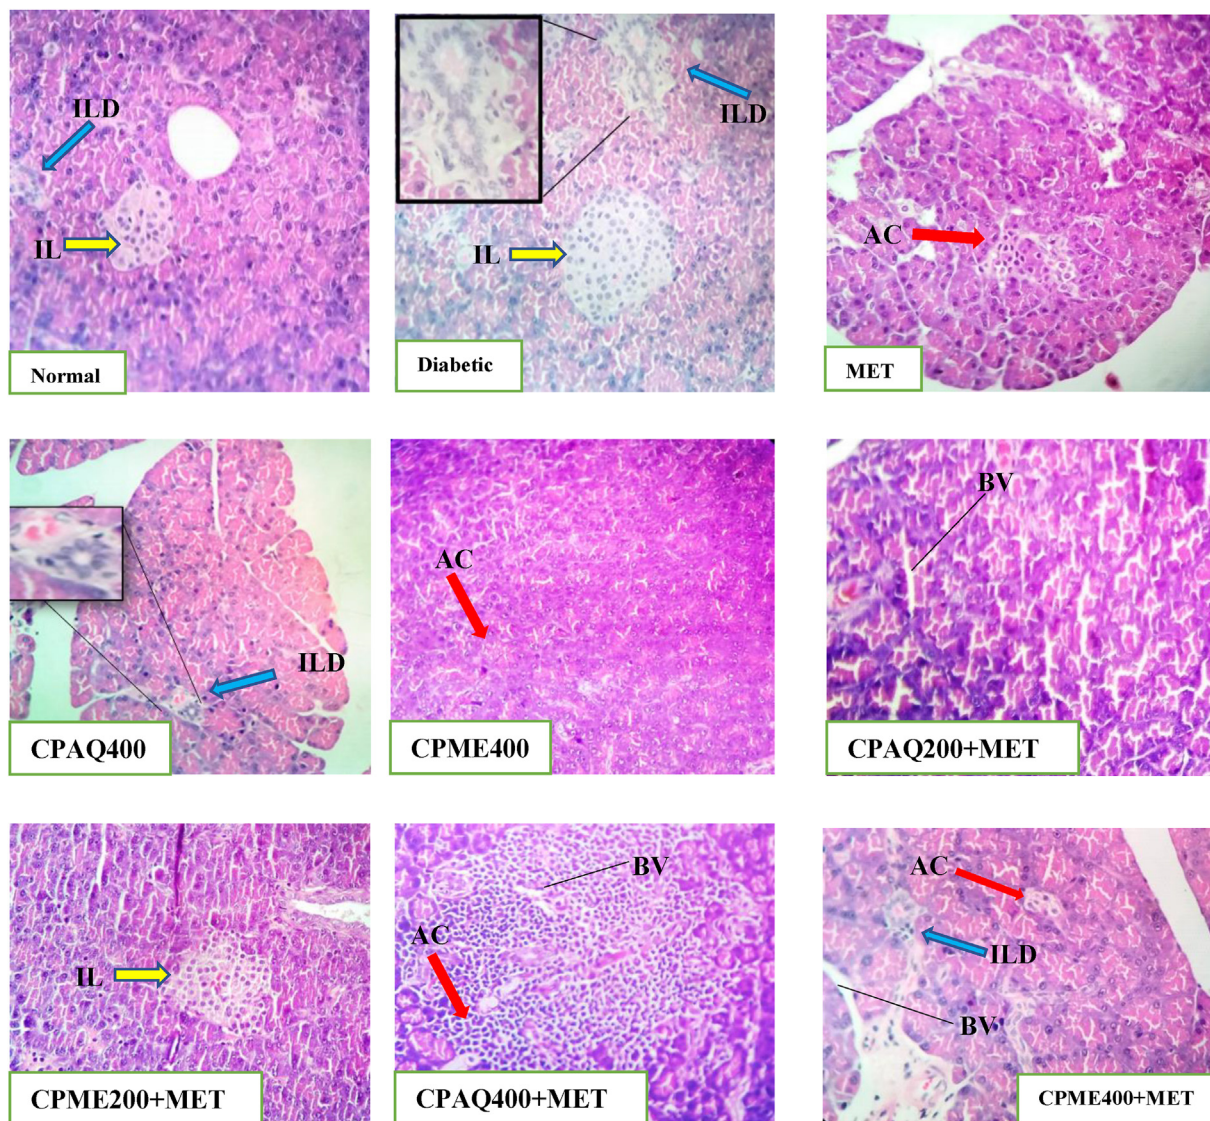 ILD
IL
Normal
ILD
IL
Diabetic
AC
MET
ILD
CPAQ400
AC
CPME400
BV
CPAQ200+MET
IL
CPME200+MET
BV
AC
CPAQ400+MET
AC
ILD
BV
CPME400+MET